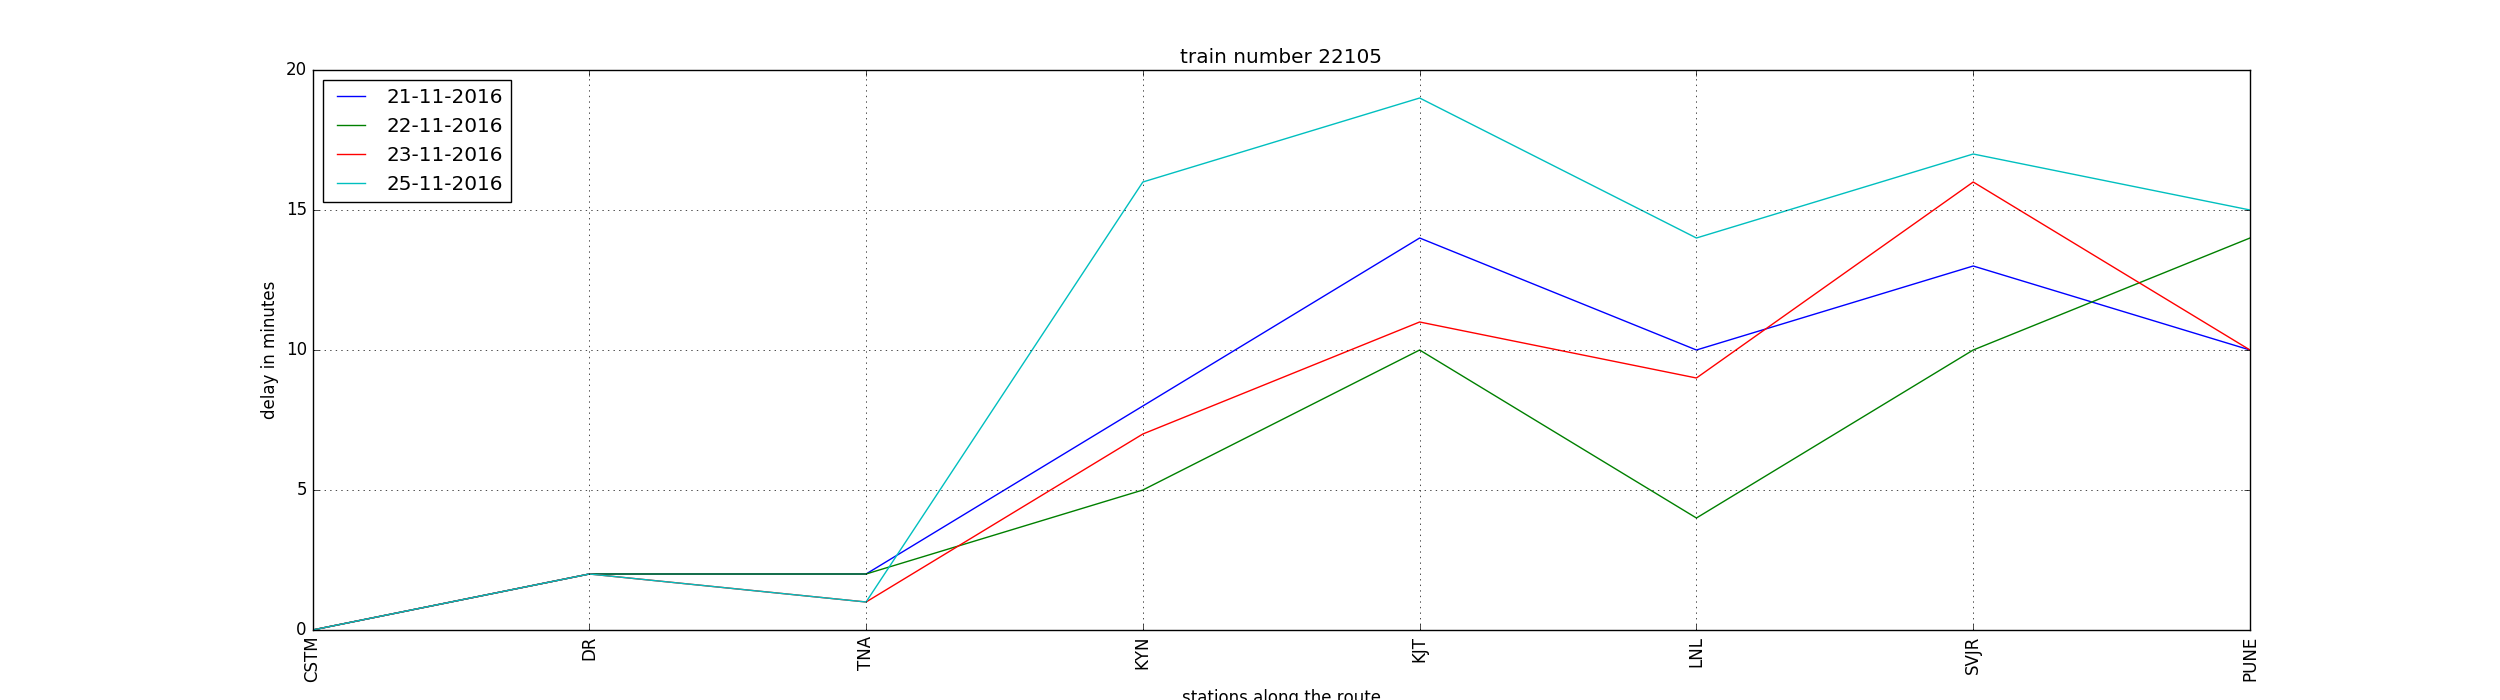 train number 22105
21-11-2016
22-11-2016
23-11-2016
25-11-2016
20
15
10
5
0
delay in minutes
CSTM
DR
TNA
KYN
KJT
LNL
SVJR
PUNE
stations along the route